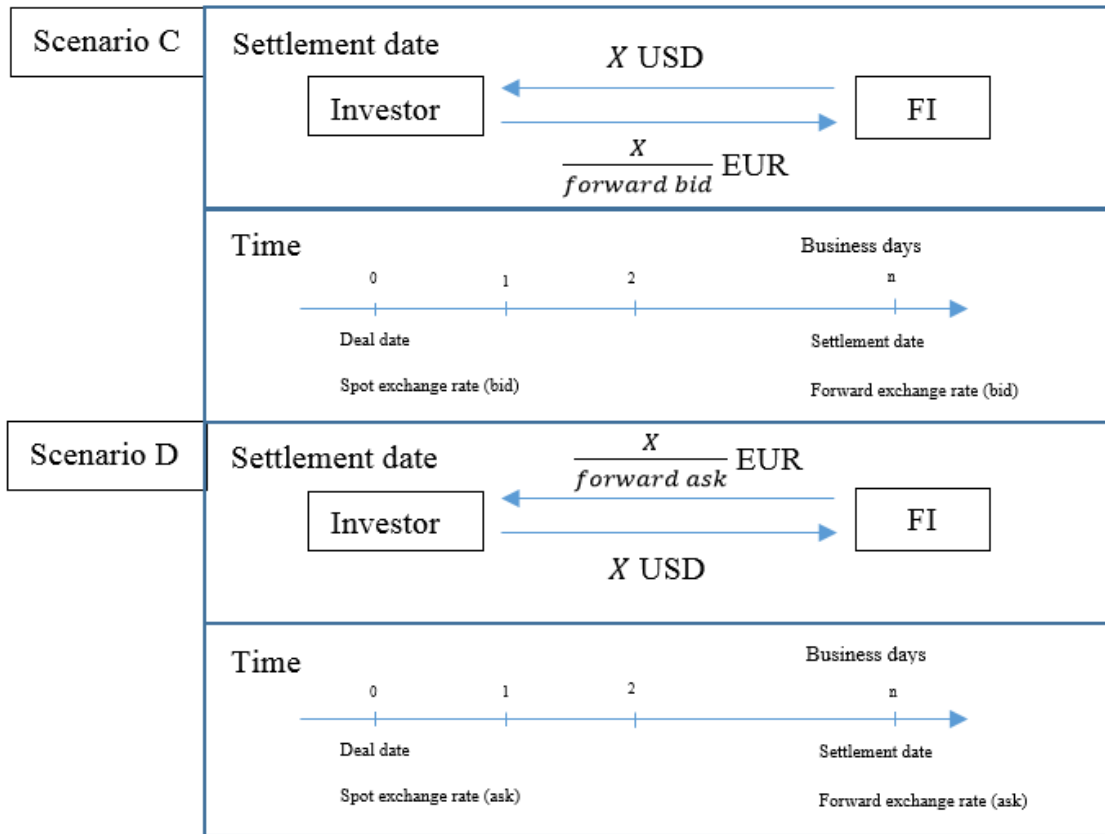 Scenario C
Settlement date
X USD
Investor
FI
X
forward bid
EUR
Time
Business days
0
1
2
n
Deal date
Settlement date
Spot exchange rate (bid)
Forward exchange rate (bid)
Scenario D
Settlement date
X
forward ask
EUR
Investor
FI
X USD
Time
Business days
0
1
2
n
Deal date
Settlement date
Spot exchange rate (ask)
Forward exchange rate (ask)